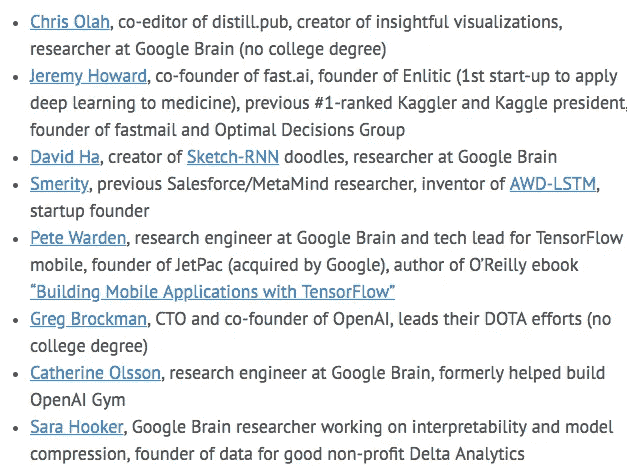 • Chris Olah, co-editor of distill.pub, creator of insightful visualizations,
researcher at Google Brain (no college degree)
• Jeremy Howard, co-founder of fast.ai, founder of Enlitic (1st start-up to apply
deep learning to medicine), previous #1-ranked Kaggler and Kaggle president,
founder of fastmail and Optimal Decisions Group
• David Ha, creator of Sketch-RNN doodles, researcher at Google Brain
• Smerity, previous Salesforce/MetaMind researcher, inventor of AWD-LSTM,
startup founder
• Pete Warden, research engineer at Google Brain and tech lead for TensorFlow
mobile, founder of JetPac (acquired by Google), author of O’Reilly ebook
“Building Mobile Applications with TensorFlow”
• Greg Brockman, CTO and co-founder of OpenAI, leads their DOTA efforts (no
college degree)
• Catherine Olsson, research engineer at Google Brain, formerly helped build
OpenAI Gym
• Sara Hooker, Google Brain researcher working on interpretability and model
compression, founder of data for good non-profit Delta Analytics